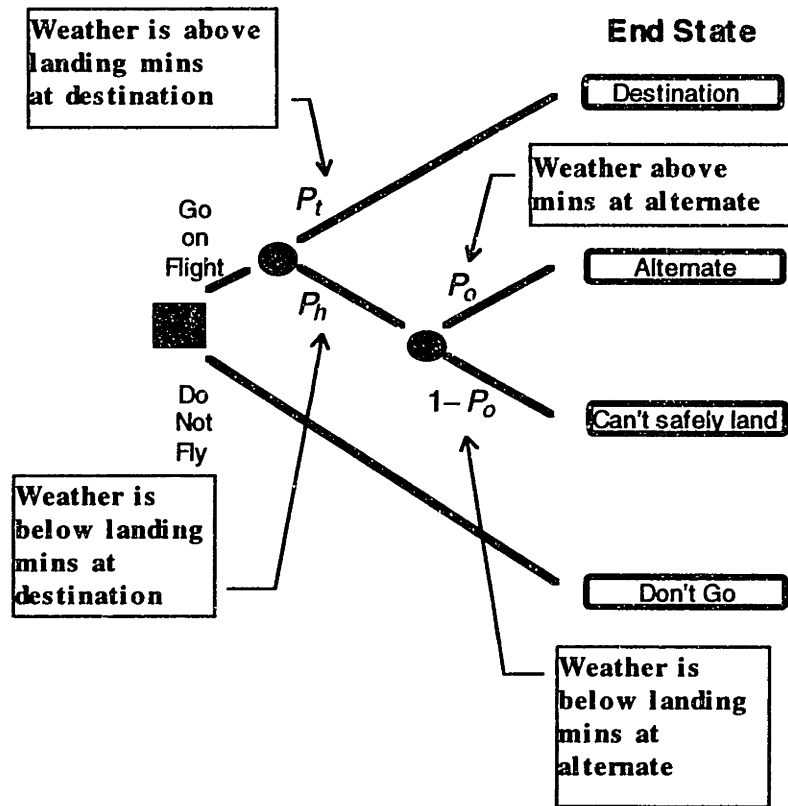 Weather is above
landing mins
at destination
End State
Destination
Weather above
mins at alternate
Go
on
Flight
P_t
P_h
P_o
Alternate
1– P_o
Can't safely land
Do
Not
Fly
Weather is
below landing
mins at
destination
Don't Go
Weather is
below landing
mins at
alternate